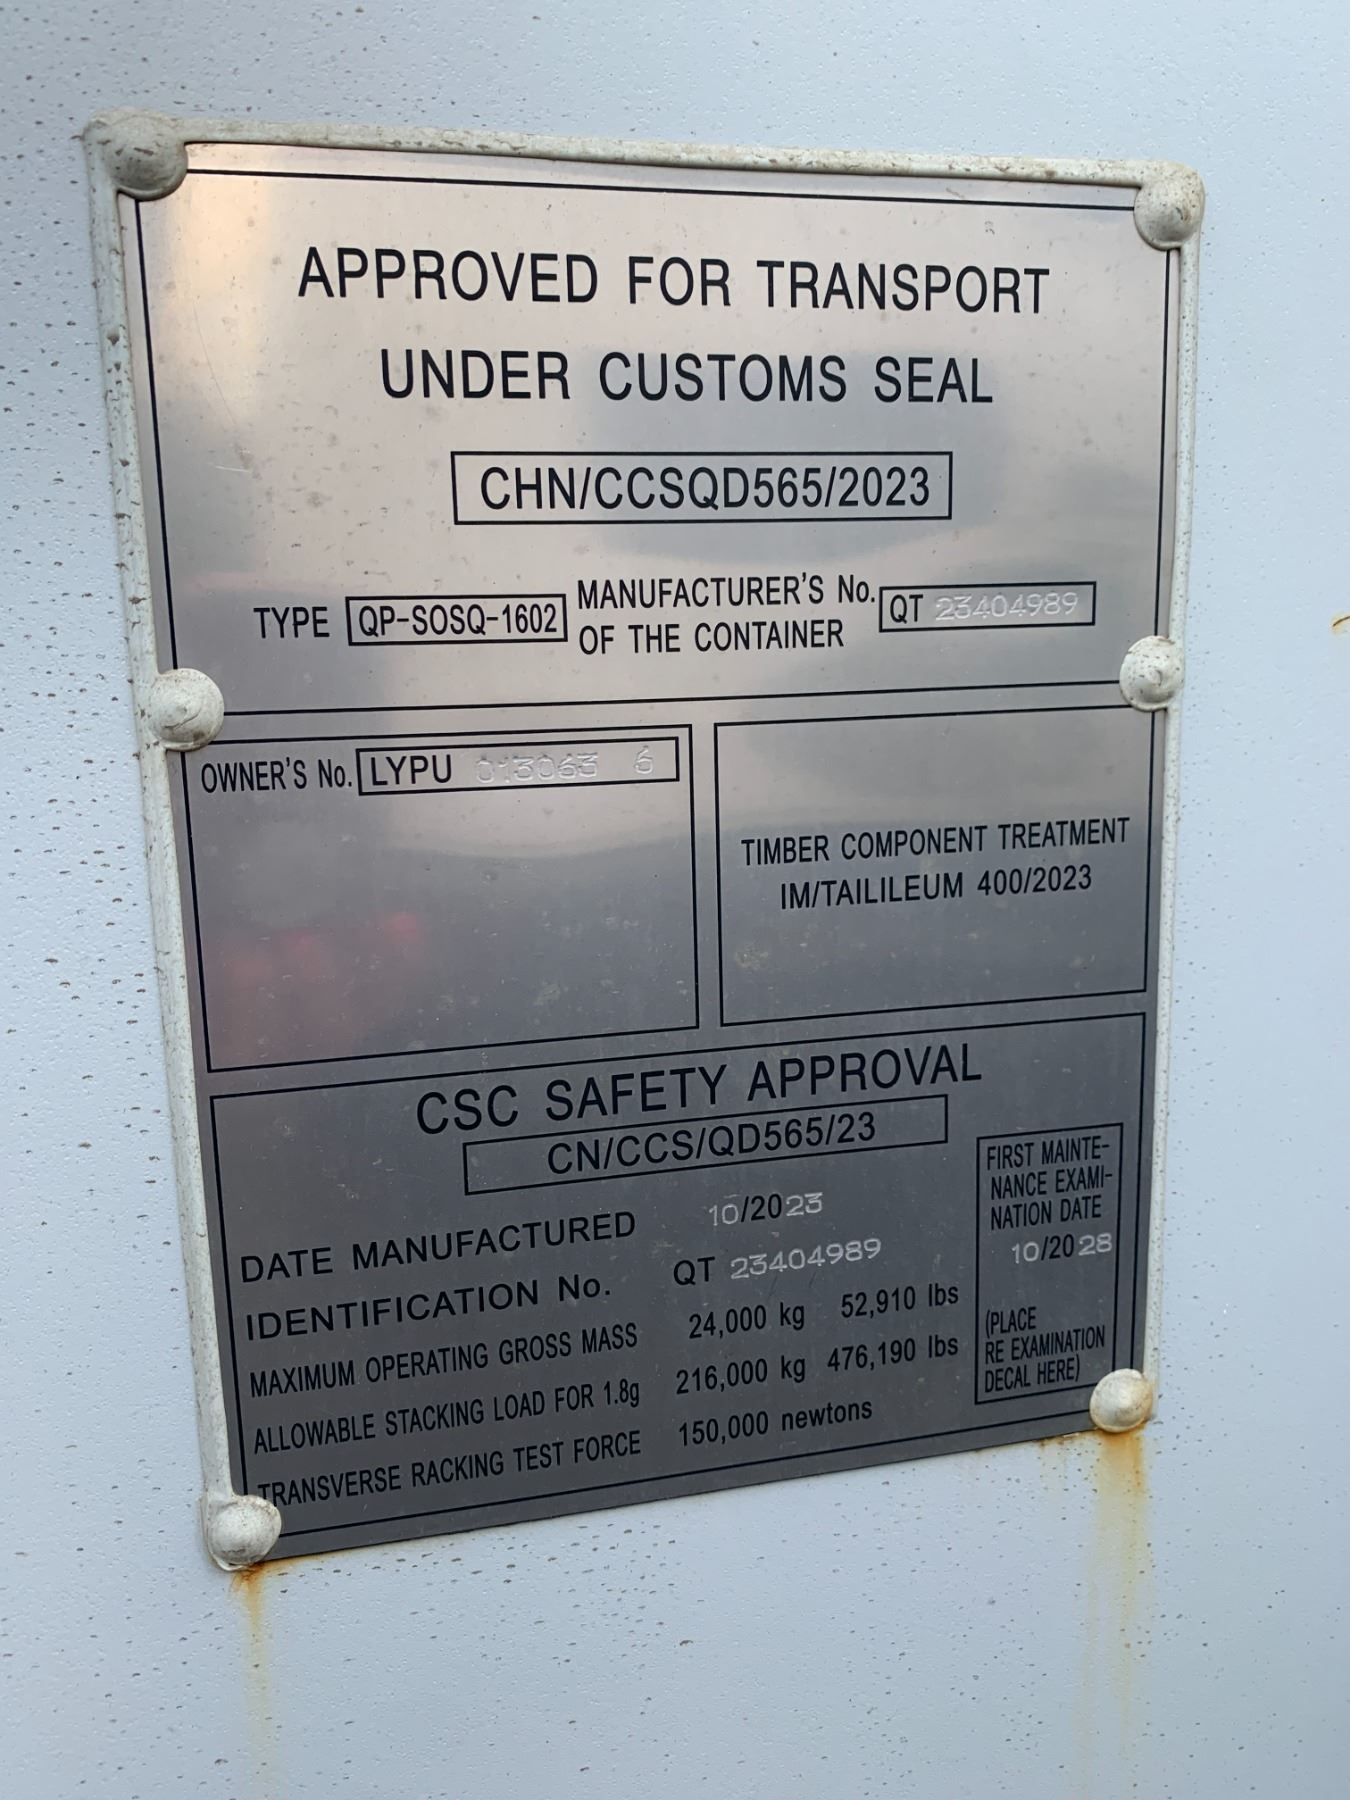 APPROVED FOR TRANSPORT
UNDER CUSTOMS SEAL
CHN/CCSQD565/2023
TYPE QP-SOSQ-1602 MANUFACTURER'S No. OF THE CONTAINER QT 23404989
OWNER'S No. LYPU 013063 6
TIMBER COMPONENT TREATMENT
IM/TAILILEUM 400/2023
CSC SAFETY APPROVAL
CN/CCS/QD565/23
DATE MANUFACTURED 10/2023
IDENTIFICATION No. QT 23404989
MAXIMUM OPERATING GROSS MASS 24,000 kg 52,910 lbs
ALLOWABLE STACKING LOAD FOR 1.8g 216,000 kg 476,190 lbs
TRANSVERSE RACKING TEST FORCE 150,000 newtons
FIRST MAINTE-
NANCE EXAMI-
NATION DATE
10/2028
(PLACE
RE EXAMINATION
DECAL HERE)